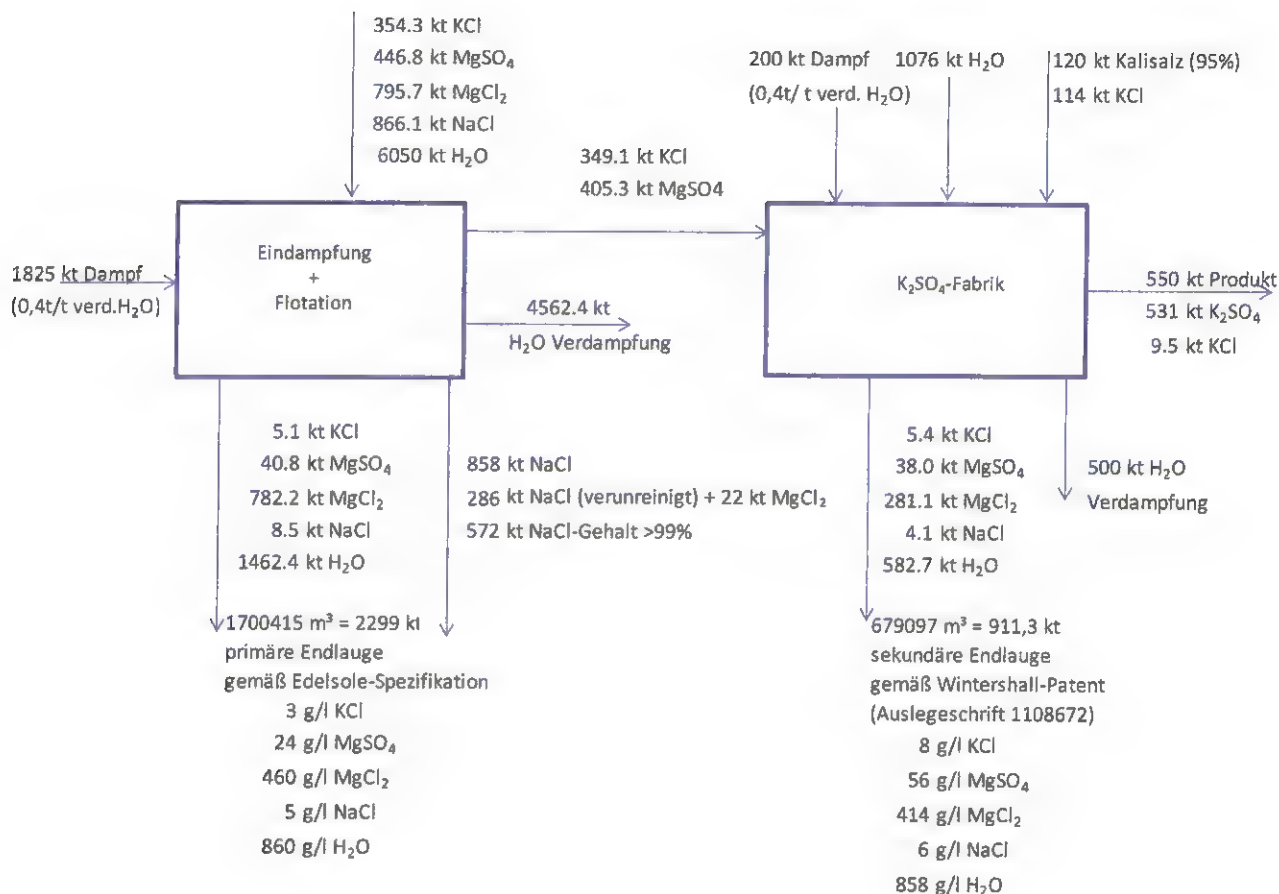 354.3 kt KCl
446.8 kt MgSO₄
795.7 kt MgCl₂
866.1 kt NaCl
6050 kt H₂O
1825 kt Dampf
(0,4t/t verd.H₂O)
Eindampfung
+
Flotation
349.1 kt KCl
405.3 kt MgSO4
4562.4 kt
H₂O Verdampfung
200 kt Dampf
(0,4t/ t verd. H₂O)
1076 kt H₂O
120 kt Kalisalz (95%)
114 kt KCl
K₂SO₄-Fabrik
550 kt Produkt
531 kt K₂SO₄
9.5 kt KCl
5.1 kt KCl
40.8 kt MgSO₄
782.2 kt MgCl₂
8.5 kt NaCl
1462.4 kt H₂O
858 kt NaCl
286 kt NaCl (verunreinigt) + 22 kt MgCl₂
572 kt NaCl-Gehalt >99%
1700415 m³ = 2299 kt
primäre Endlauge
gemäß Edelsole-Spezifikation
3 g/l KCl
24 g/l MgSO₄
460 g/l MgCl₂
5 g/l NaCl
860 g/l H₂O
5.4 kt KCl
38.0 kt MgSO₄
281.1 kt MgCl₂
4.1 kt NaCl
582.7 kt H₂O
500 kt H₂O
Verdampfung
679097 m³ = 911,3 kt
sekundäre Endlauge
gemäß Wintershall-Patent
(Auslegeschrift 1108672)
8 g/l KCl
56 g/l MgSO₄
414 g/l MgCl₂
6 g/l NaCl
858 g/l H₂O